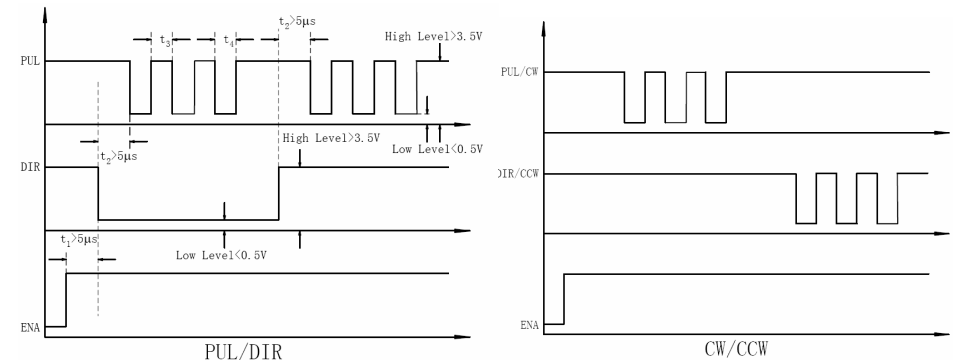 t₂>5μs
t₃
t₄
High Level>3.5V
PUL
High Level>3.5V
Low Level<0.5V
t₂>5μs
DIR
t₁>5μs
Low Level<0.5V
ENA
PUL/DIR
PUL/CW
DIR/CCW
ENA
CW/CCW